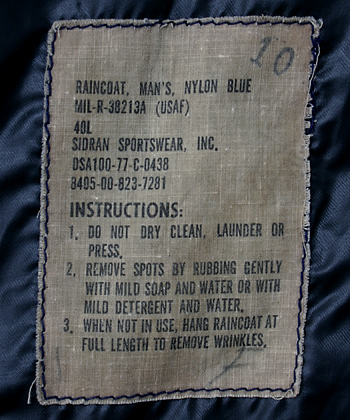 10
RAINCOAT, MAN'S, NYLON BLUE
MIL-R-38213A (USAF)
40L
SIDRAN SPORTSWEAR, INC.
DSA100-77-C-0438
8405-00-823-7281
INSTRUCTIONS:
1. DO NOT DRY CLEAN, LAUNDER OR
PRESS.
2. REMOVE SPOTS BY RUBBING GENTLY
WITH MILD SOAP AND WATER OR WITH
MILD DETERGENT AND WATER.
3. WHEN NOT IN USE, HANG RAINCOAT AT
FULL LENGTH TO REMOVE WRINKLES.